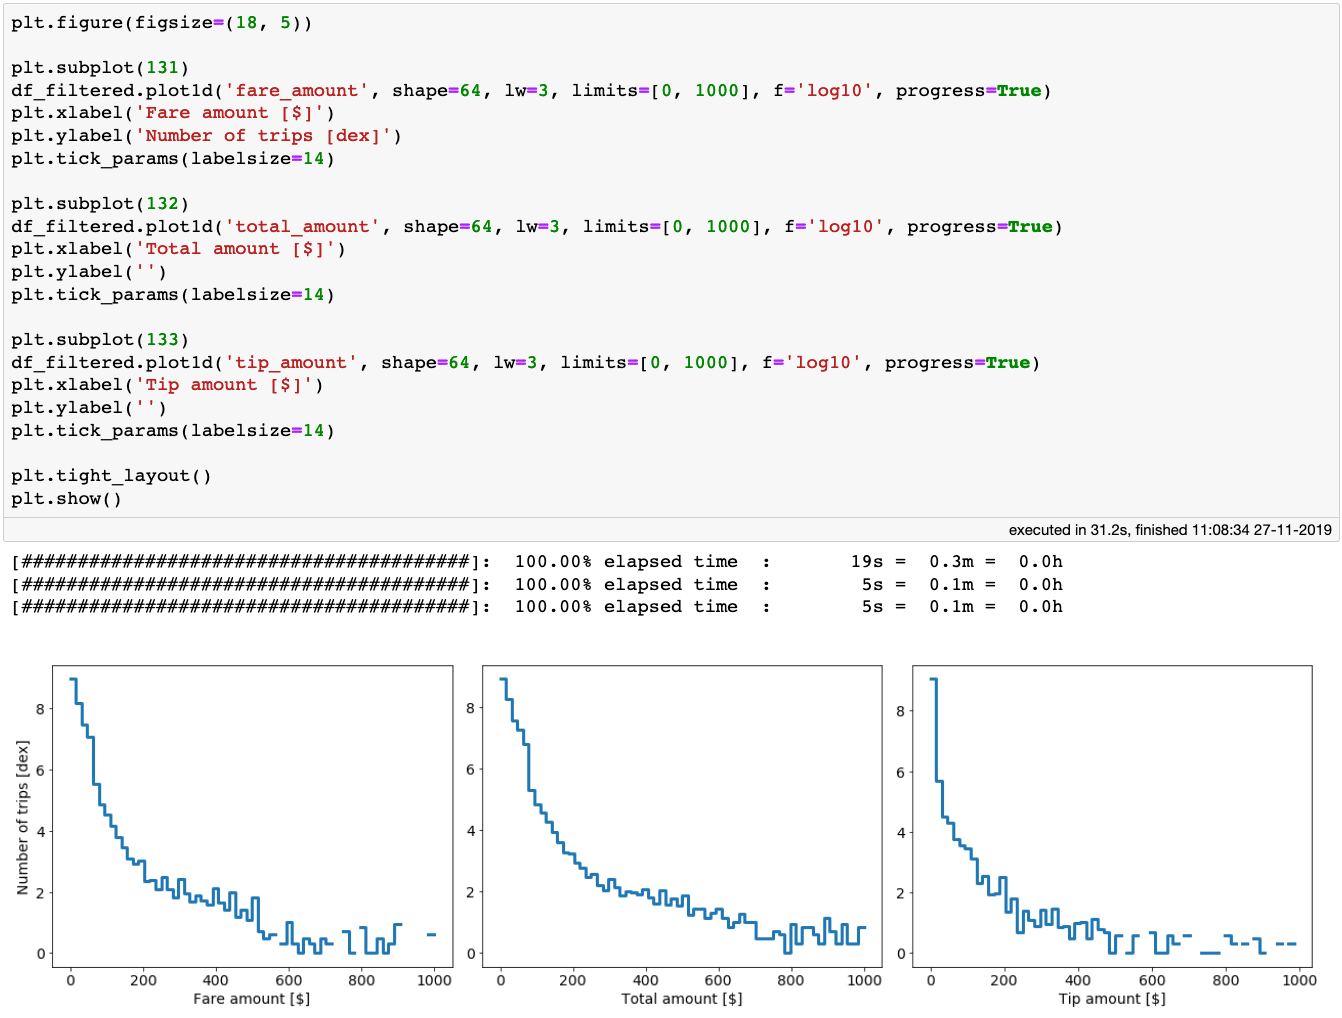 plt.figure(figsize=(18, 5))
plt.subplot(131)
df_filtered.plot1d('fare_amount', shape=64, lw=3, limits=[0, 1000], f='log10', progress=True)
plt.xlabel('Fare amount [$]')
plt.ylabel('Number of trips [dex]')
plt.tick_params(labelsize=14)
plt.subplot(132)
df_filtered.plot1d('total_amount', shape=64, lw=3, limits=[0, 1000], f='log10', progress=True)
plt.xlabel('Total amount [$]')
plt.ylabel('')
plt.tick_params(labelsize=14)
plt.subplot(133)
df_filtered.plot1d('tip_amount', shape=64, lw=3, limits=[0, 1000], f='log10', progress=True)
plt.xlabel('Tip amount [$]')
plt.ylabel('')
plt.tick_params(labelsize=14)
plt.tight_layout()
plt.show()
executed in 31.2s, finished 11:08:34 27-11-2019
[########################################]: 100.00% elapsed time : 19s = 0.3m = 0.0h
[########################################]: 100.00% elapsed time : 5s = 0.1m = 0.0h
[########################################]: 100.00% elapsed time : 5s = 0.1m = 0.0h
Number of trips [dex]
8
6
4
2
0
0 200 400 600 800 1000
Fare amount [$]
8
6
4
2
0
0 200 400 600 800 1000
Total amount [$]
8
6
4
2
0
0 200 400 600 800 1000
Tip amount [$]